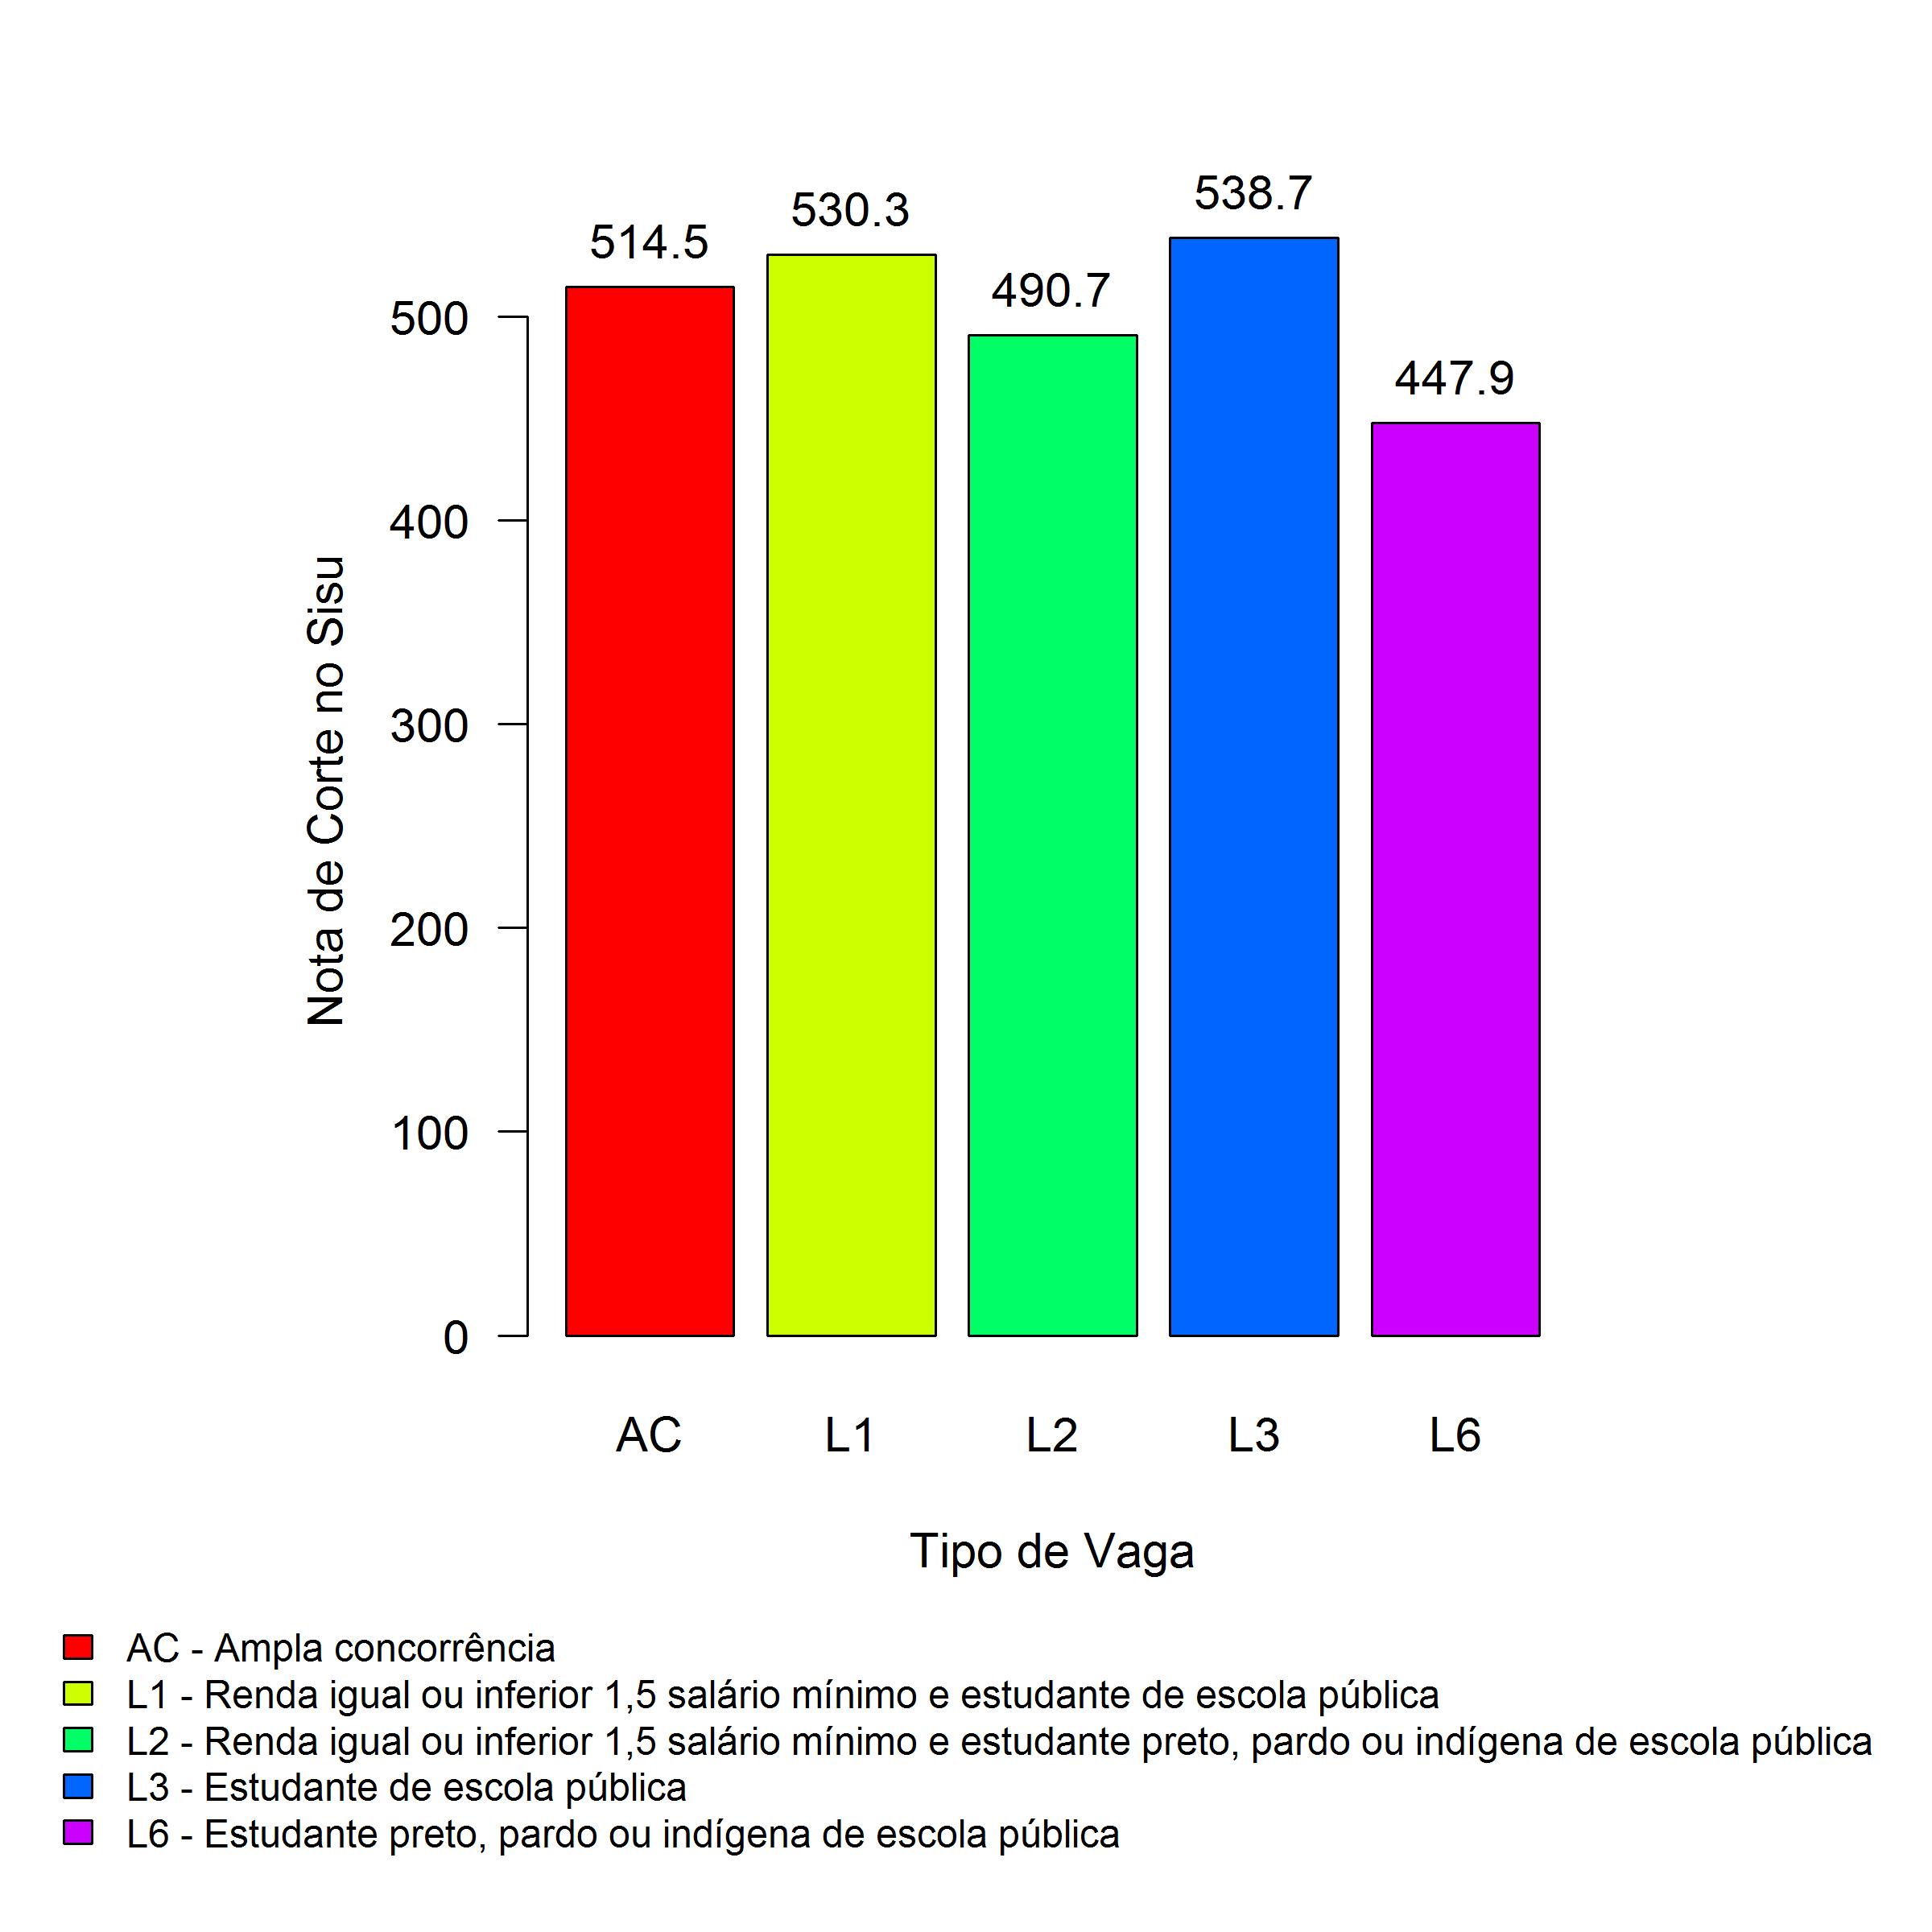 538.7
530.3
514.5
490.7
447.9
500
400
300
200
100
0
Nota de Corte no Sisu
AC L1 L2 L3 L6
Tipo de Vaga
AC - Ampla concorrência
L1 - Renda igual ou inferior 1,5 salário mínimo e estudante de escola pública
L2 - Renda igual ou inferior 1,5 salário mínimo e estudante preto, pardo ou indígena de escola pública
L3 - Estudante de escola pública
L6 - Estudante preto, pardo ou indígena de escola pública